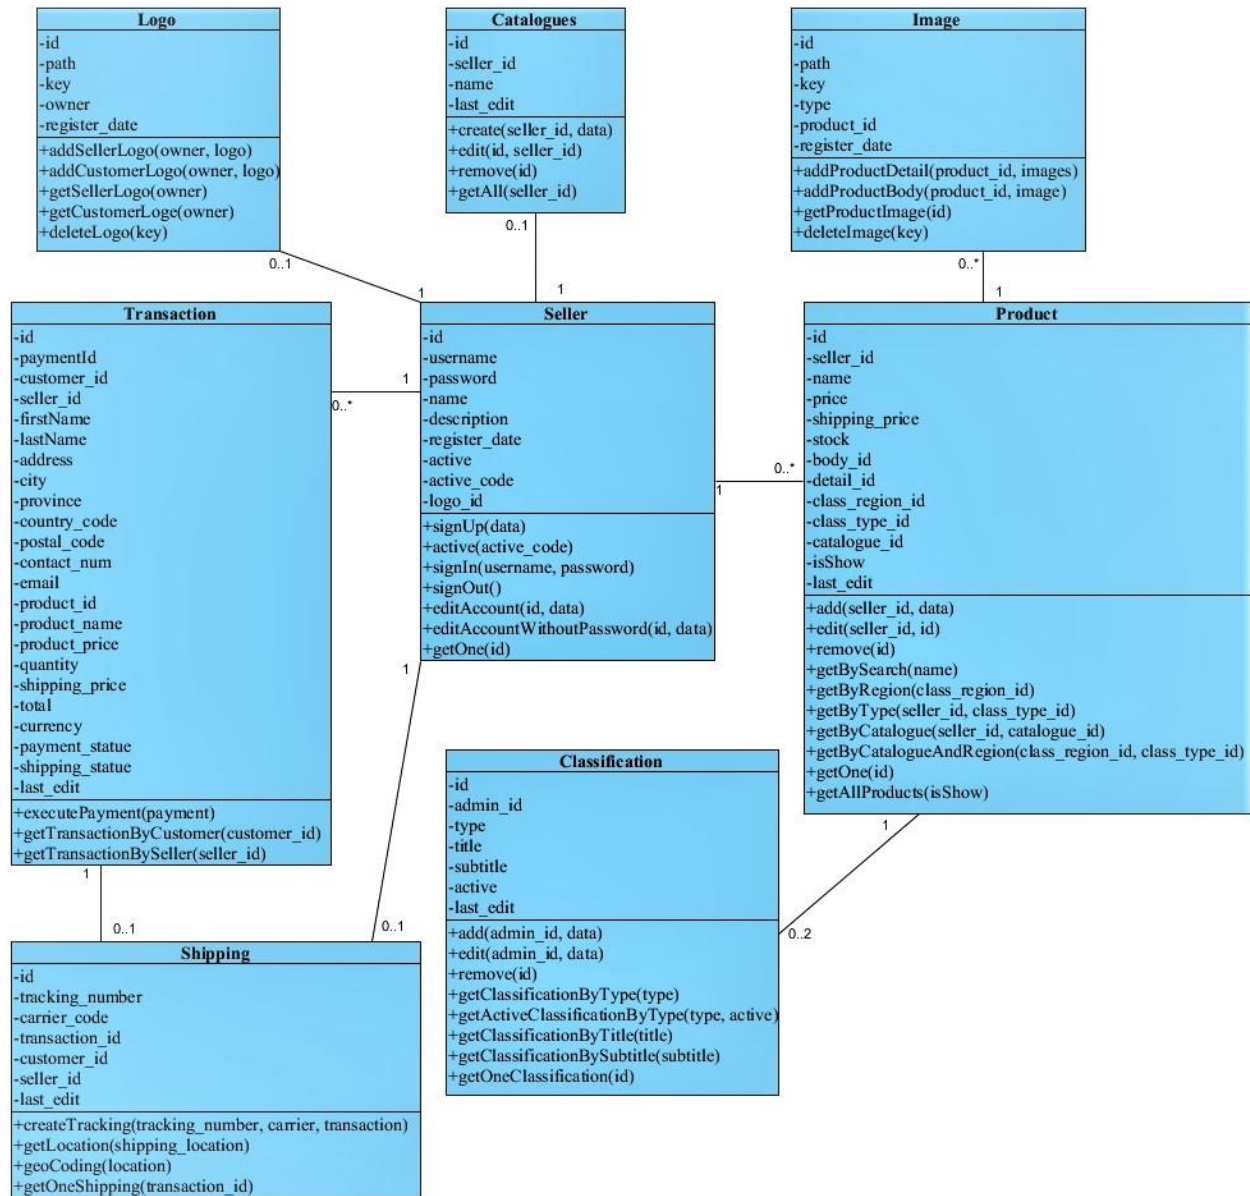 Logo
-id
-path
-key
-owner
-register_date
+addSellerLogo(owner, logo)
+addCustomerLogo(owner, logo)
+getSellerLogo(owner)
+getCustomerLoge(owner)
+deleteLogo(key)
0..1
1
Catalogues
-id
-seller_id
-name
-last_edit
+create(seller_id, data)
+edit(id, seller_id)
+remove(id)
+getAll(seller_id)
0..1
1
Image
-id
-path
-key
-type
-product_id
-register_date
+addProductDetail(product_id, images)
+addProductBody(product_id, image)
+getProductImage(id)
+deleteImage(key)
0..*
1
Transaction
-id
-paymentId
-customer_id
-seller_id
-firstName
-lastName
-address
-city
-province
-country_code
-postal_code
-contact_num
-email
-product_id
-product_name
-product_price
-quantity
-shipping_price
-total
-currency
-payment_statue
-shipping_statue
-last_edit
+executePayment(payment)
+getTransactionByCustomer(customer_id)
+getTransactionBySeller(seller_id)
1
0..*
1
0..1
Seller
-id
-username
-password
-name
-description
-register_date
-active
-active_code
-logo_id
+signUp(data)
+active(active_code)
+signIn(username, password)
+signOut()
+editAccount(id, data)
+editAccountWithoutPassword(id, data)
+getOne(id)
1
0..*
1
0..1
Product
-id
-seller_id
-name
-price
-shipping_price
-stock
-body_id
-detail_id
-class_region_id
-class_type_id
-catalogue_id
-isShow
-last_edit
+add(seller_id, data)
+edit(seller_id, id)
+remove(id)
+getBySearch(name)
+getByRegion(class_region_id)
+getByType(seller_id, class_type_id)
+getByCatalogue(seller_id, catalogue_id)
+getByCatalogueAndRegion(class_region_id, class_type_id)
+getOne(id)
+getAllProducts(isShow)
1
0..2
Classification
-id
-admin_id
-type
-title
-subtitle
-active
-last_edit
+add(admin_id, data)
+edit(admin_id, data)
+remove(id)
+getClassificationByType(type)
+getActiveClassificationByType(type, active)
+getClassificationByTitle(title)
+getClassificationBySubtitle(subtitle)
+getOneClassification(id)
Shipping
-id
-tracking_number
-carrier_code
-transaction_id
-customer_id
-seller_id
-last_edit
+createTracking(tracking_number, carrier, transaction)
+getLocation(shipping_location)
+geoCoding(location)
+getOneShipping(transaction_id)